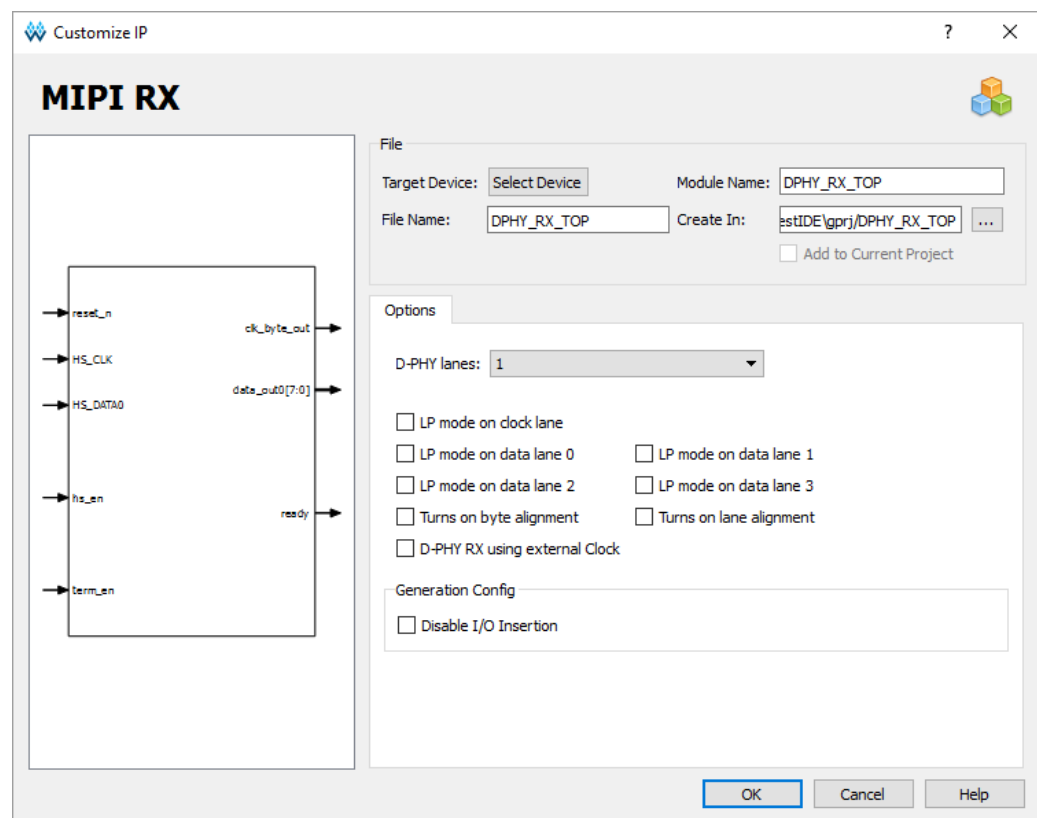 Customize IP
?
MIPI RX
File
Target Device: Select Device Module Name: DPHY_RX_TOP
File Name: DPHY_RX_TOP Create In: estIDE\gprj/DPHY_RX_TOP ...
Add to Current Project
reset_n
clk_byte_out
HS_CLK
data_out0[7:0]
HS_DATA0
hs_en
ready
term_en
Options
D-PHY lanes: 1
LP mode on clock lane
LP mode on data lane 0 LP mode on data lane 1
LP mode on data lane 2 LP mode on data lane 3
Turns on byte alignment Turns on lane alignment
D-PHY RX using external Clock
Generation Config
Disable I/O Insertion
OK Cancel Help